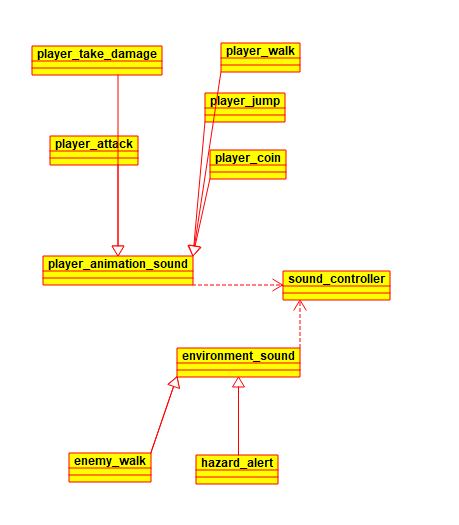 player_take_damage
player_walk
player_jump
player_attack
player_coin
player_animation_sound
sound_controller
environment_sound
enemy_walk
hazard_alert